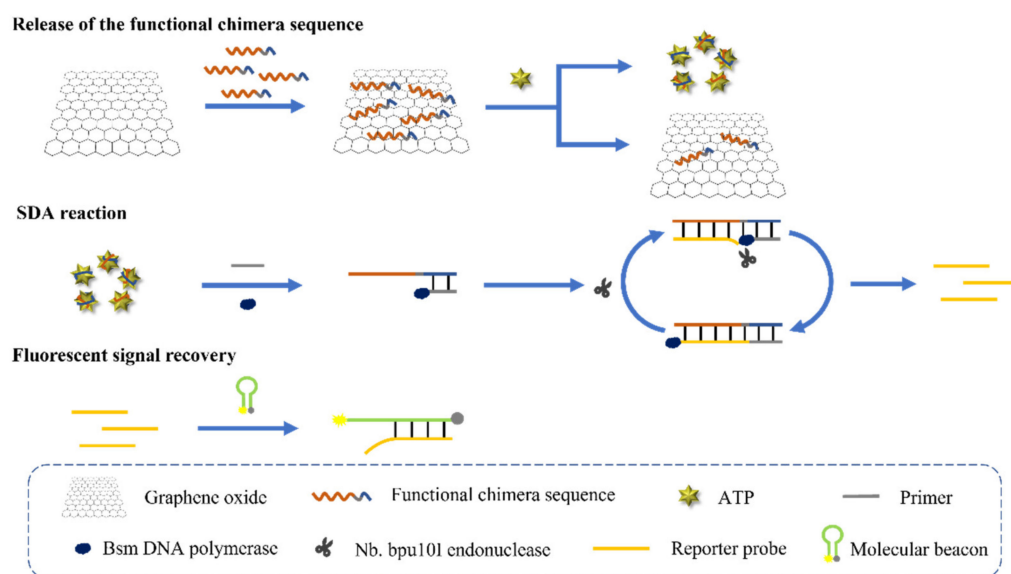 Release of the functional chimera sequence
SDA reaction
Fluorescent signal recovery
Graphene oxide
Functional chimera sequence
ATP
Primer
Bsm DNA polymerase
Nb. bpu10I endonuclease
Reporter probe
Molecular beacon